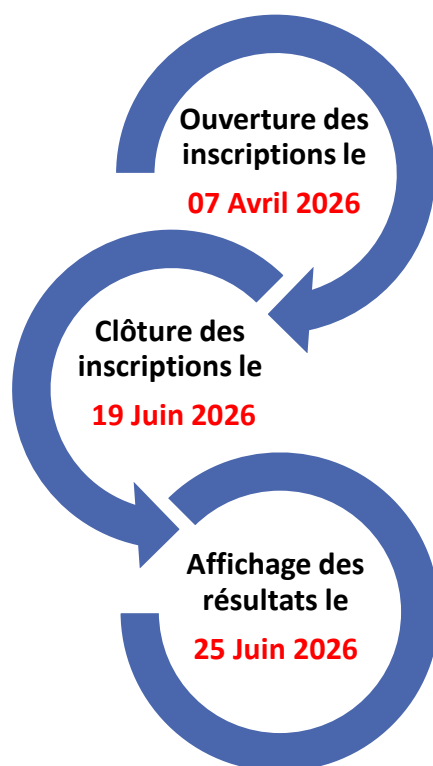 Ouverture des
inscriptions le
07 Avril 2026
Clôture des
inscriptions le
19 Juin 2026
Affichage des
résultats le
25 Juin 2026